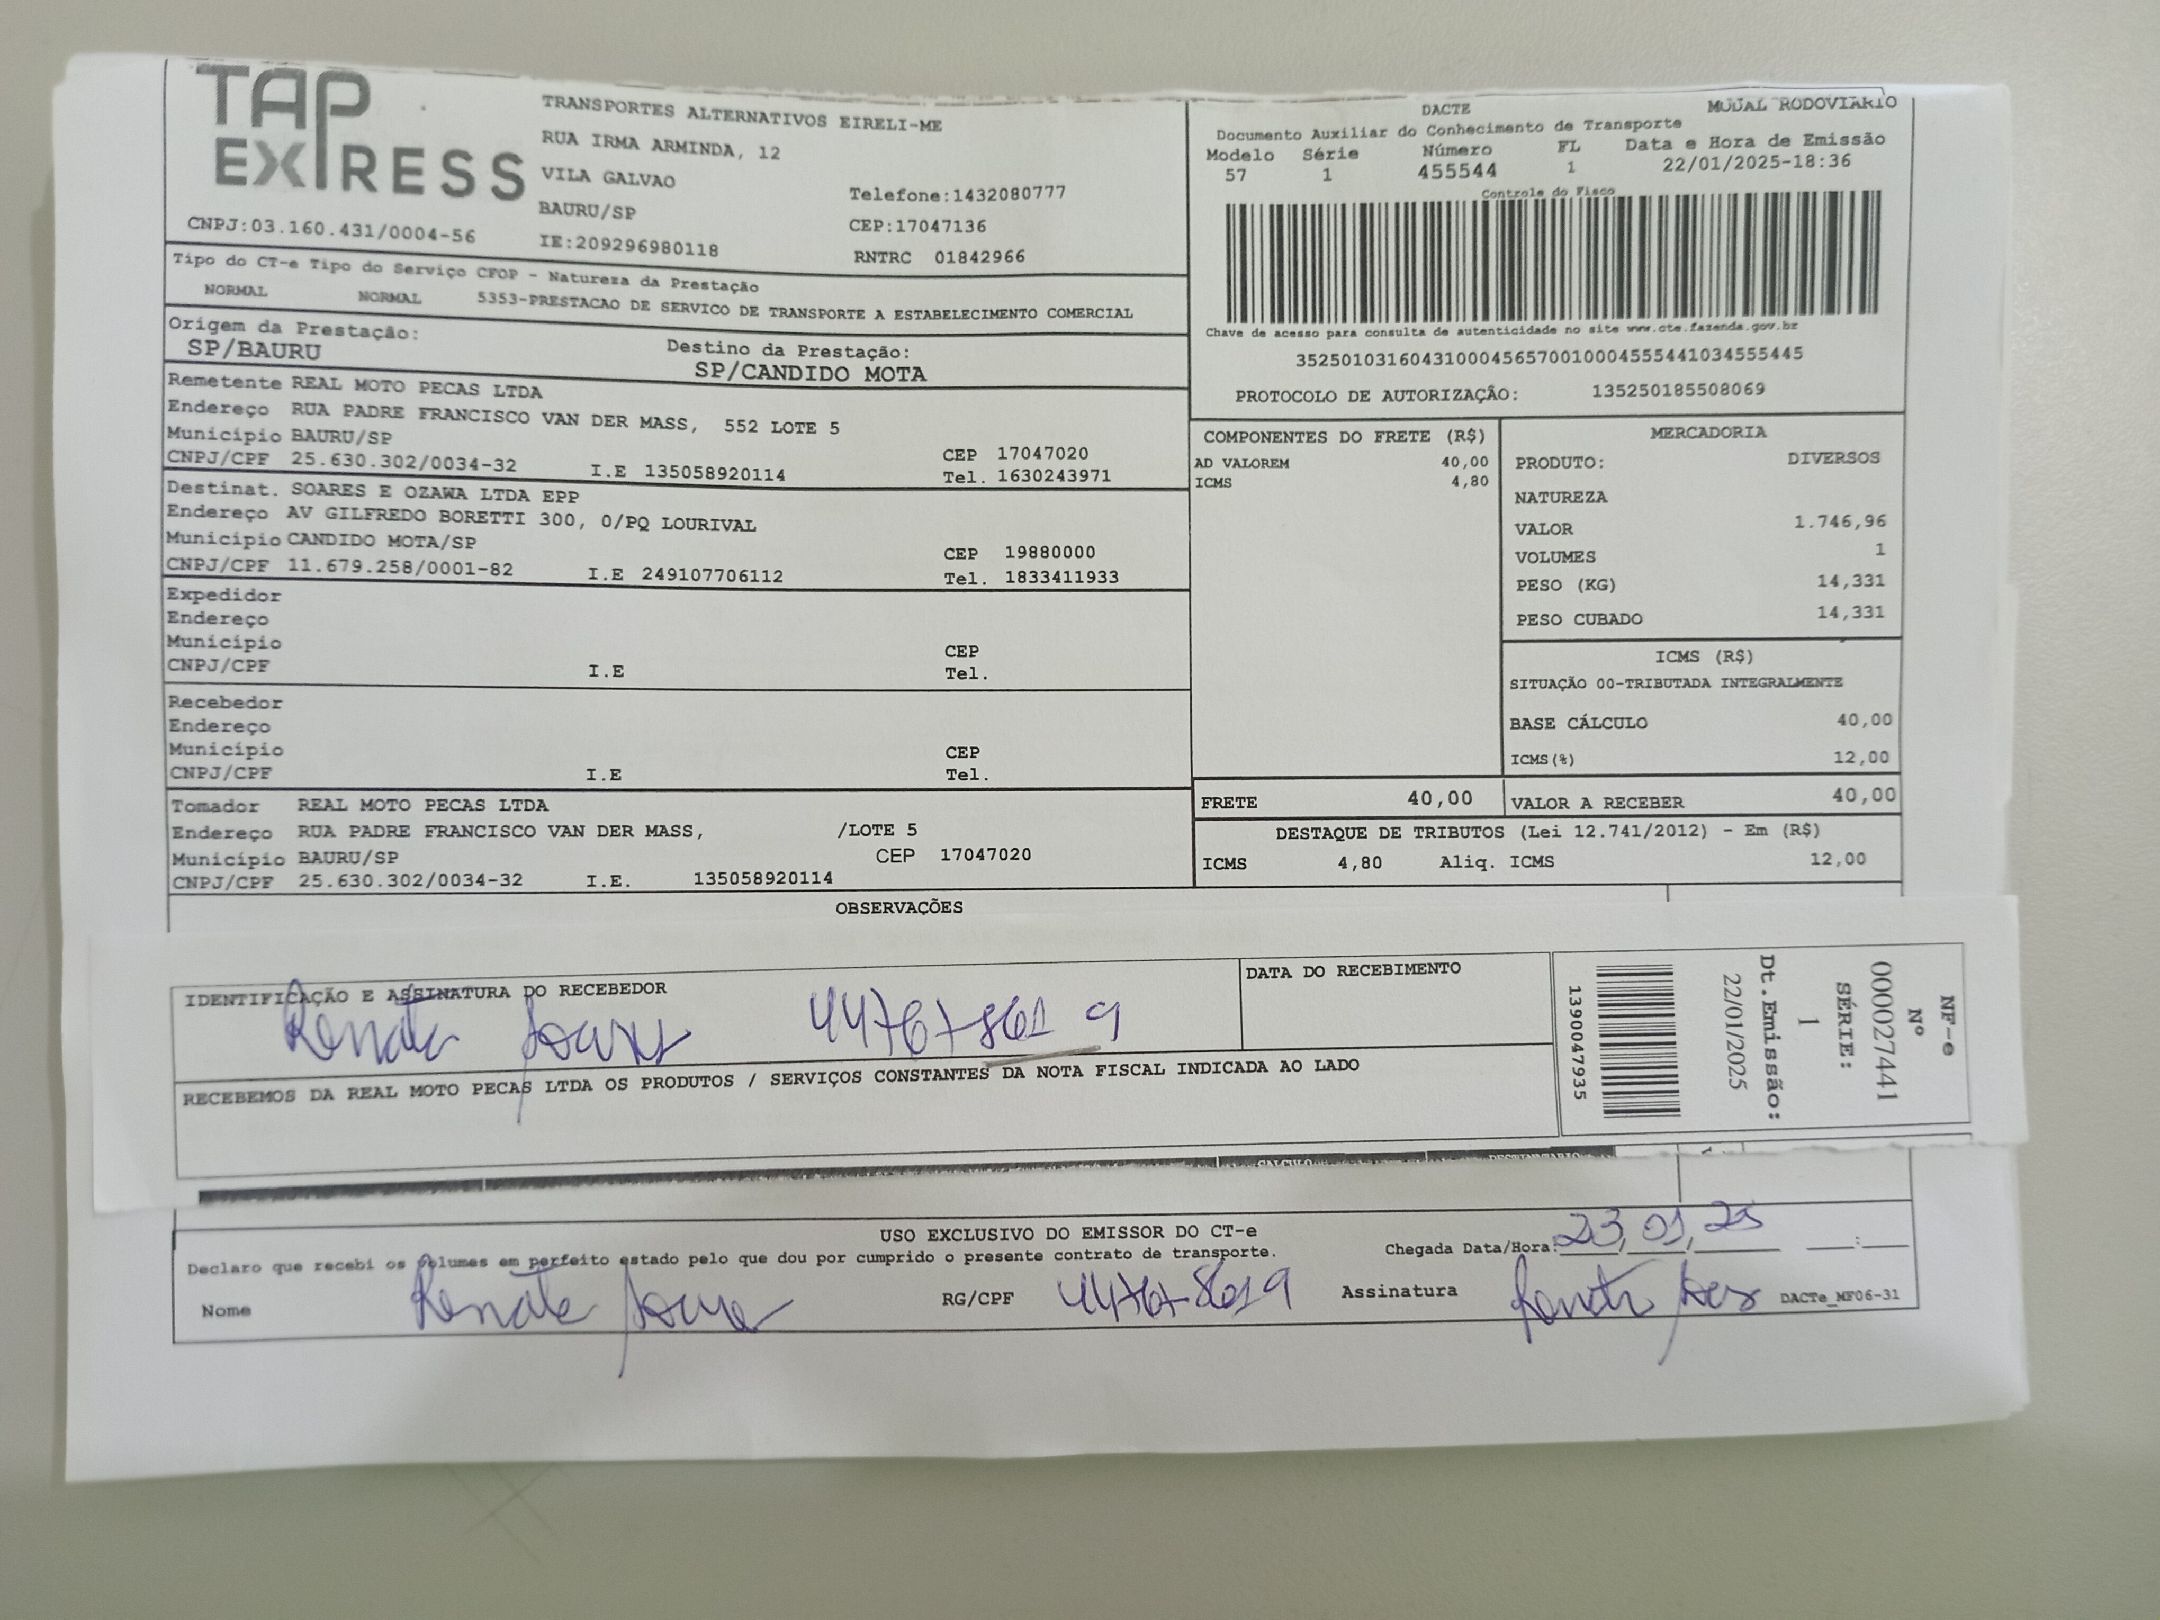 TAP EXPRESS
TRANSPORTES ALTERNATIVOS EIRELI-ME
RUA IRMA ARMINDA, 12
VILA GALVAO
Telefone:1432080777
BAURU/SP
CEP:17047136
CNPJ:03.160.431/0004-56
IE:209296980118
RNTRC 01842966
DACTE
MODAL RODOVIARIO
Documento Auxiliar do Conhecimento de Transporte
Modelo Série Número FL Data e Hora de Emissão
57 1 455544 1 22/01/2025-18:36
Controle do Fisco
Chave de acesso para consulta de autenticidade no site www.cte.fazenda.gov.br
35250103160431000456570010004555441034555445
PROTOCOLO DE AUTORIZAÇÃO: 135250185508069
Tipo do CT-e Tipo do Serviço CFOP - Natureza da Prestação
NORMAL NORMAL 5353-PRESTACAO DE SERVICO DE TRANSPORTE A ESTABELECIMENTO COMERCIAL
Origem da Prestação:
SP/BAURU
Destino da Prestação:
SP/CANDIDO MOTA
Remetente REAL MOTO PECAS LTDA
Endereço RUA PADRE FRANCISCO VAN DER MASS, 552 LOTE 5
Município BAURU/SP CEP 17047020
CNPJ/CPF 25.630.302/0034-32 I.E 135058920114 Tel. 1630243971
Destinat. SOARES E OZAWA LTDA EPP
Endereço AV GILFREDO BORETTI 300, 0/PQ LOURIVAL
Município CANDIDO MOTA/SP CEP 19880000
CNPJ/CPF 11.679.258/0001-82 I.E 249107706112 Tel. 1833411933
Expedidor
Endereço
Município CEP
CNPJ/CPF I.E Tel.
Recebedor
Endereço
Município CEP
CNPJ/CPF I.E Tel.
Tomador REAL MOTO PECAS LTDA
Endereço RUA PADRE FRANCISCO VAN DER MASS, /LOTE 5
Município BAURU/SP CEP 17047020
CNPJ/CPF 25.630.302/0034-32 I.E. 135058920114
COMPONENTES DO FRETE (R$)
AD VALOREM 40,00
ICMS 4,80
MERCADORIA
PRODUTO: DIVERSOS
NATUREZA
VALOR 1.746,96
VOLUMES 1
PESO (KG) 14,331
PESO CUBADO 14,331
ICMS (R$)
SITUAÇÃO 00-TRIBUTADA INTEGRALMENTE
BASE CÁLCULO 40,00
ICMS(%) 12,00
FRETE 40,00 VALOR A RECEBER 40,00
DESTAQUE DE TRIBUTOS (Lei 12.741/2012) - Em (R$)
ICMS 4,80 Aliq. ICMS 12,00
OBSERVAÇÕES
IDENTIFICAÇÃO E ASSINATURA DO RECEBEDOR
DATA DO RECEBIMENTO
Renata Soares 44767861 9
RECEBEMOS DA REAL MOTO PECAS LTDA OS PRODUTOS / SERVIÇOS CONSTANTES DA NOTA FISCAL INDICADA AO LADO
NF-e
Nº
000027441
SÉRIE:
1
Dt.Emissão:
22/01/2025
13900047935
USO EXCLUSIVO DO EMISSOR DO CT-e
Declaro que recebi os volumes em perfeito estado pelo que dou por cumprido o presente contrato de transporte.
Chegada Data/Hora: 23,01,25
Nome Renata Soares RG/CPF 447678619 Assinatura Renata Soares DACTe_MF06-31